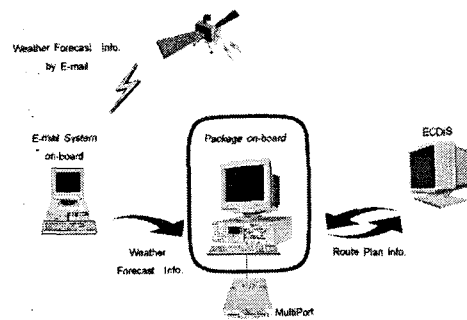 Weather Forecast Info.
by E-mail
E-mail System
on-board
Package on-board
ECDIS
Weather
Forecast Info.
Route Plan Info.
MultiPort